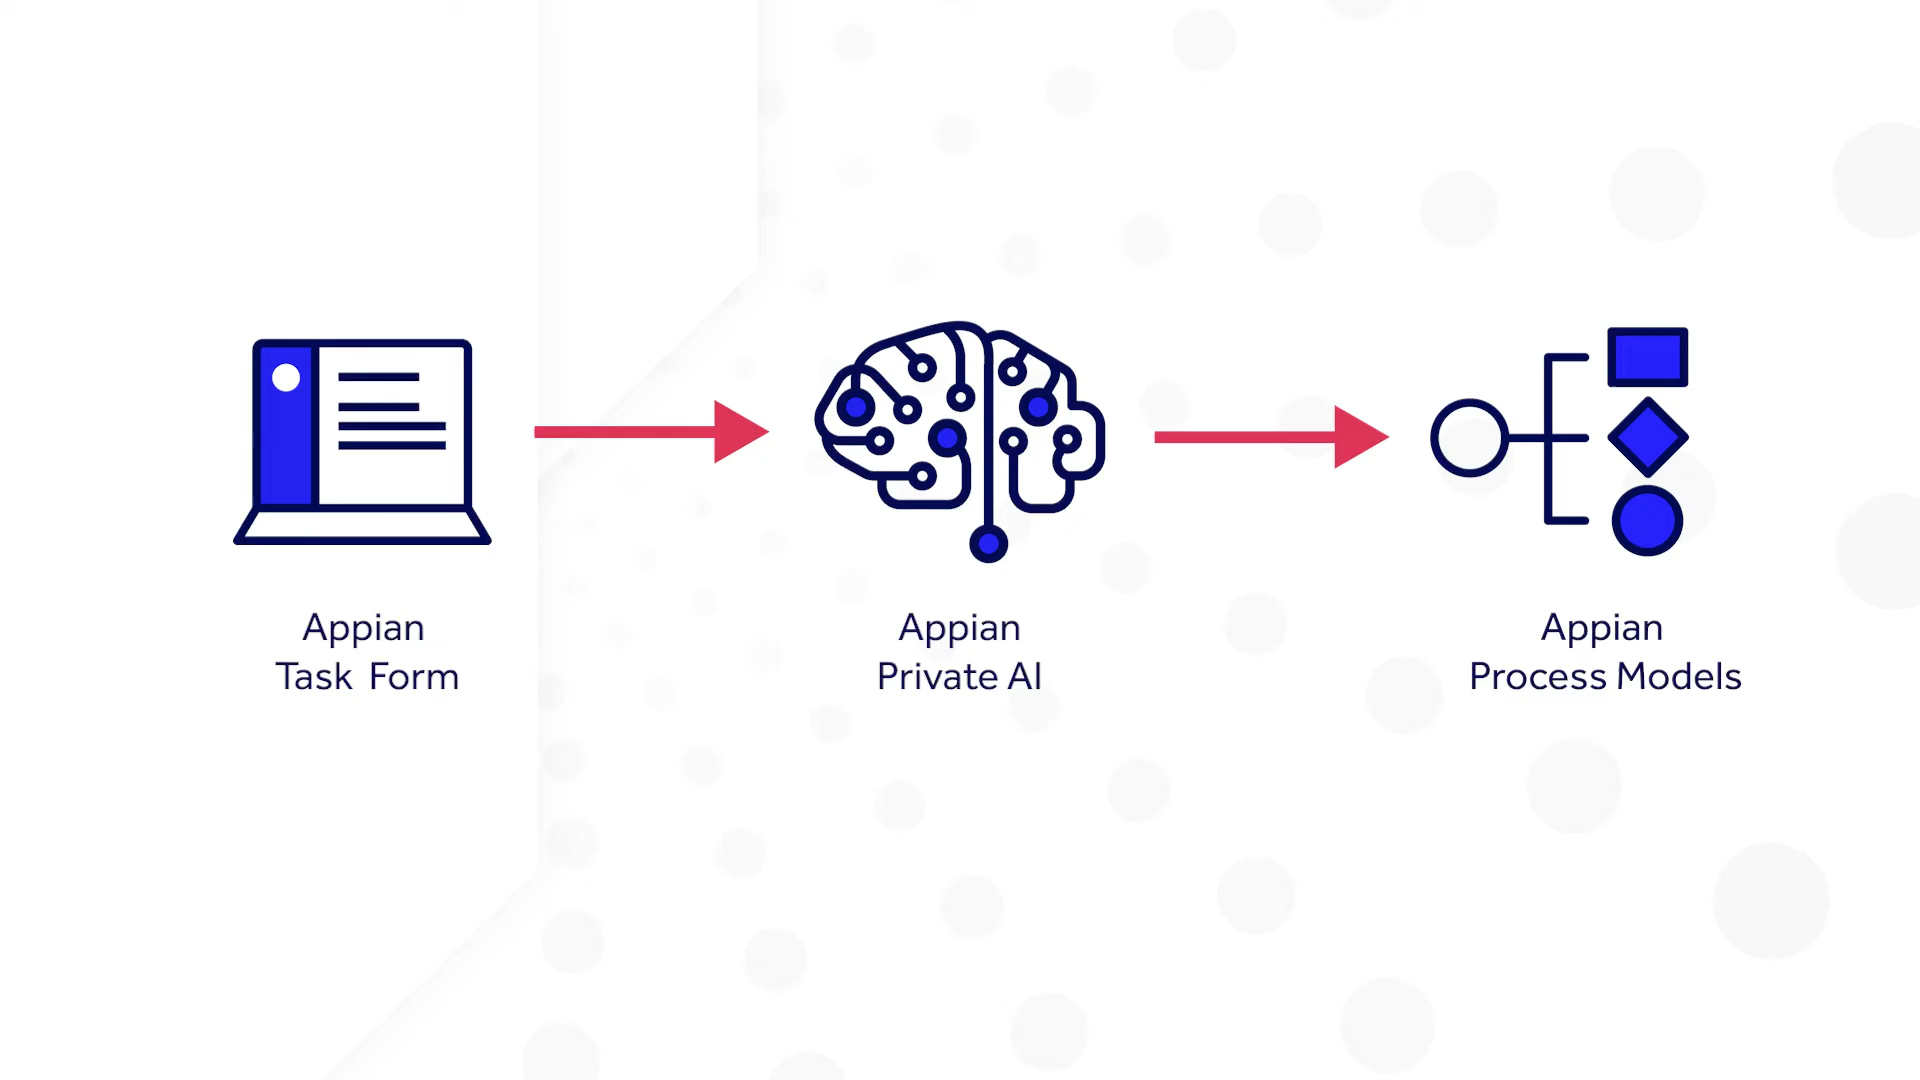 Appian
Task Form
Appian
Private AI
Appian
Process Models